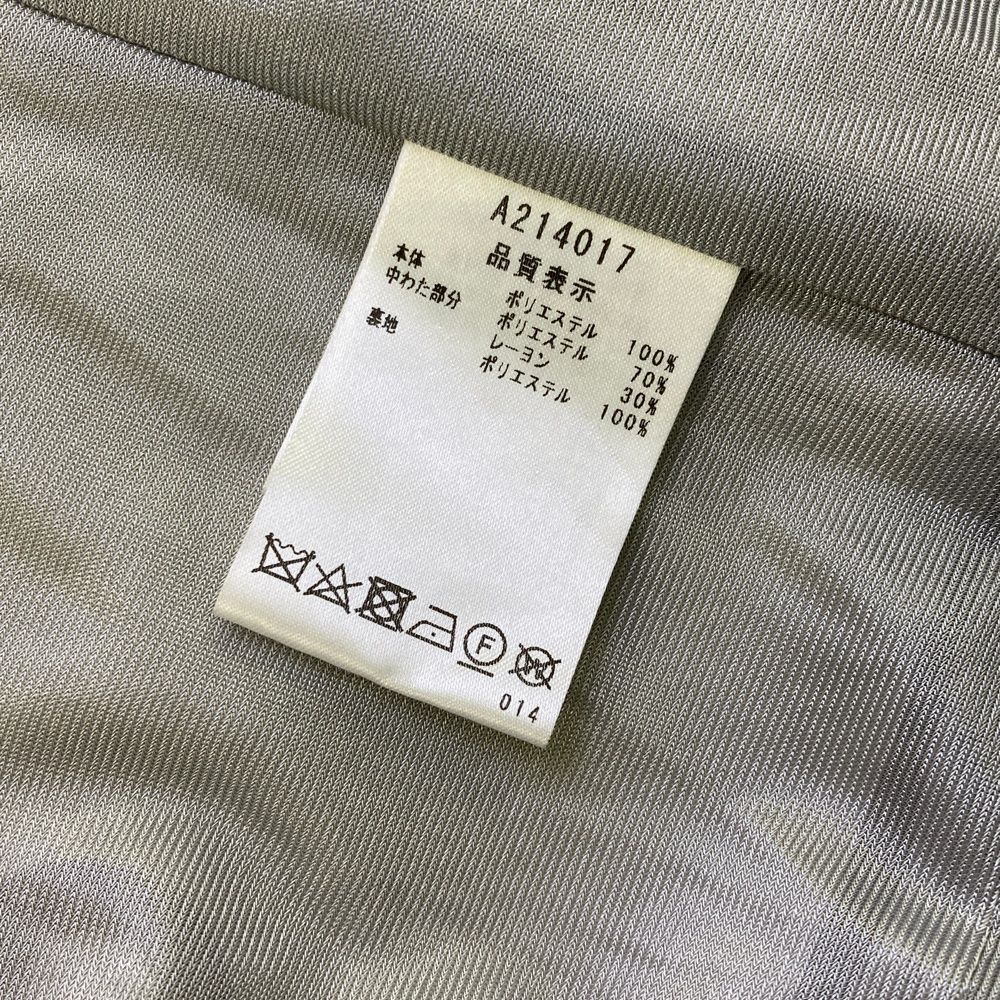 A214017
品質表示
本体 ポリエステル 100%
中わた部分 ポリエステル 70%
レーヨン 30%
裏地 ポリエステル 100%
F
W
014